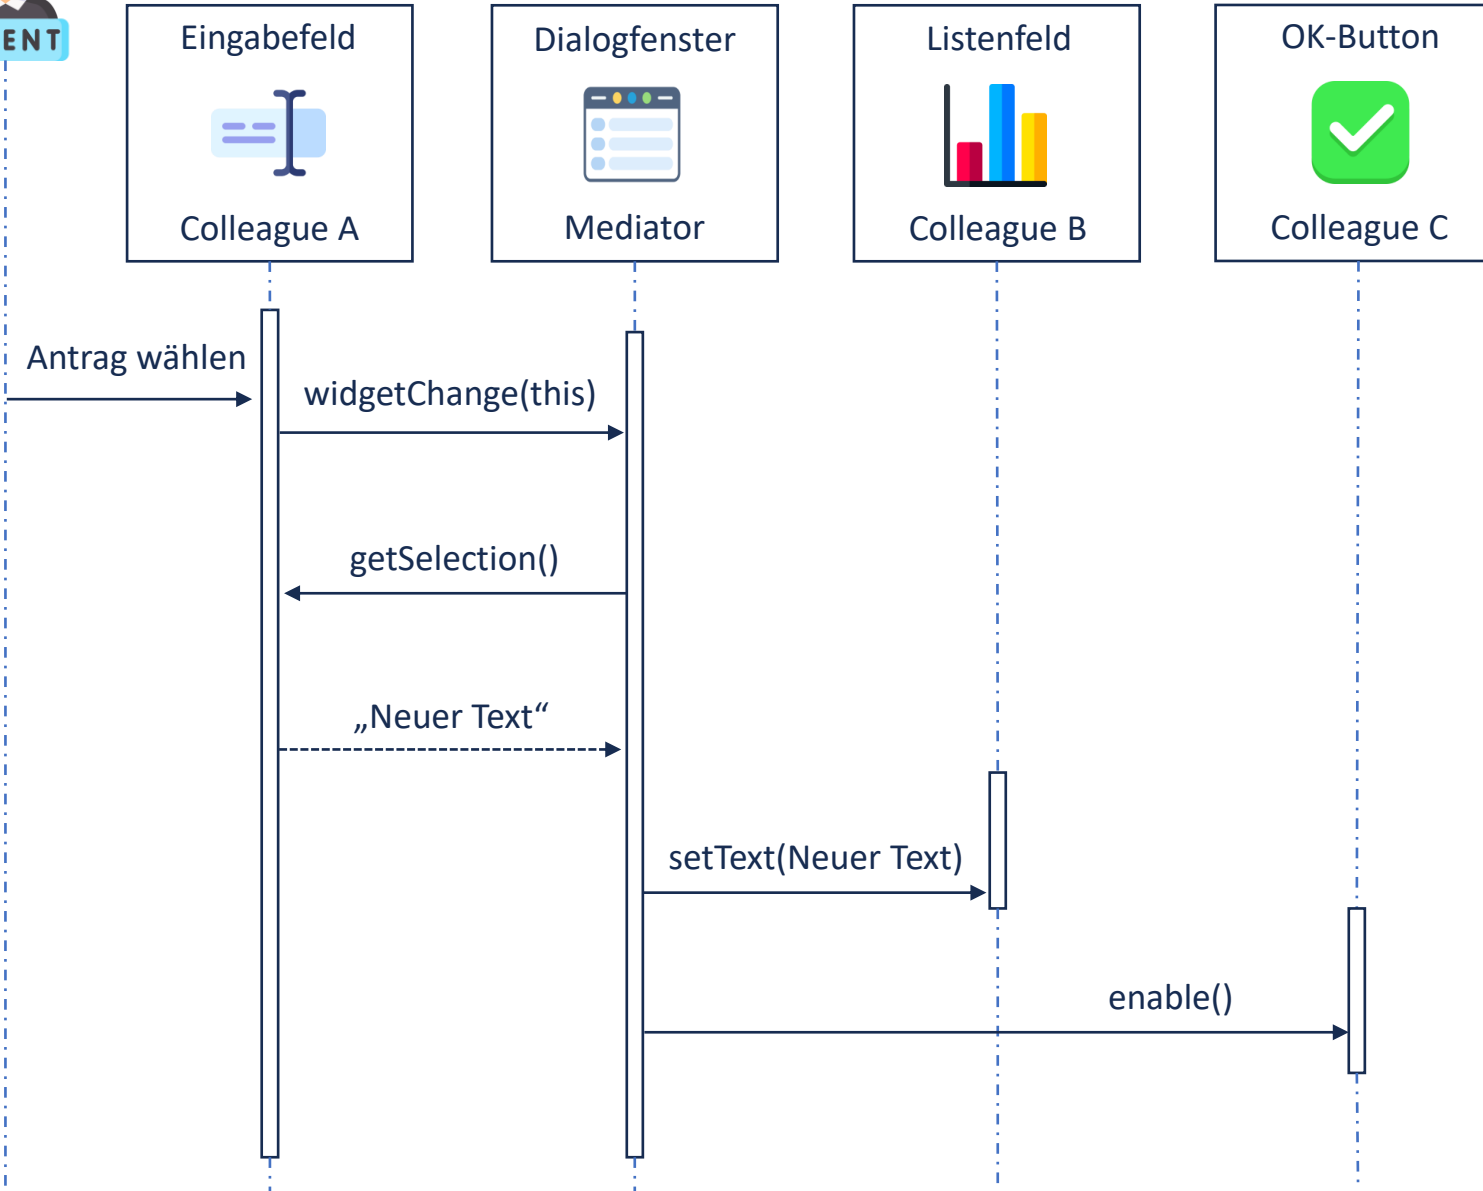 ENT
Eingabefeld
Colleague A
Dialogfenster
Mediator
Listenfeld
Colleague B
OK-Button
Colleague C
Antrag wählen
widgetChange(this)
getSelection()
„Neuer Text“
setText(Neuer Text)
enable()